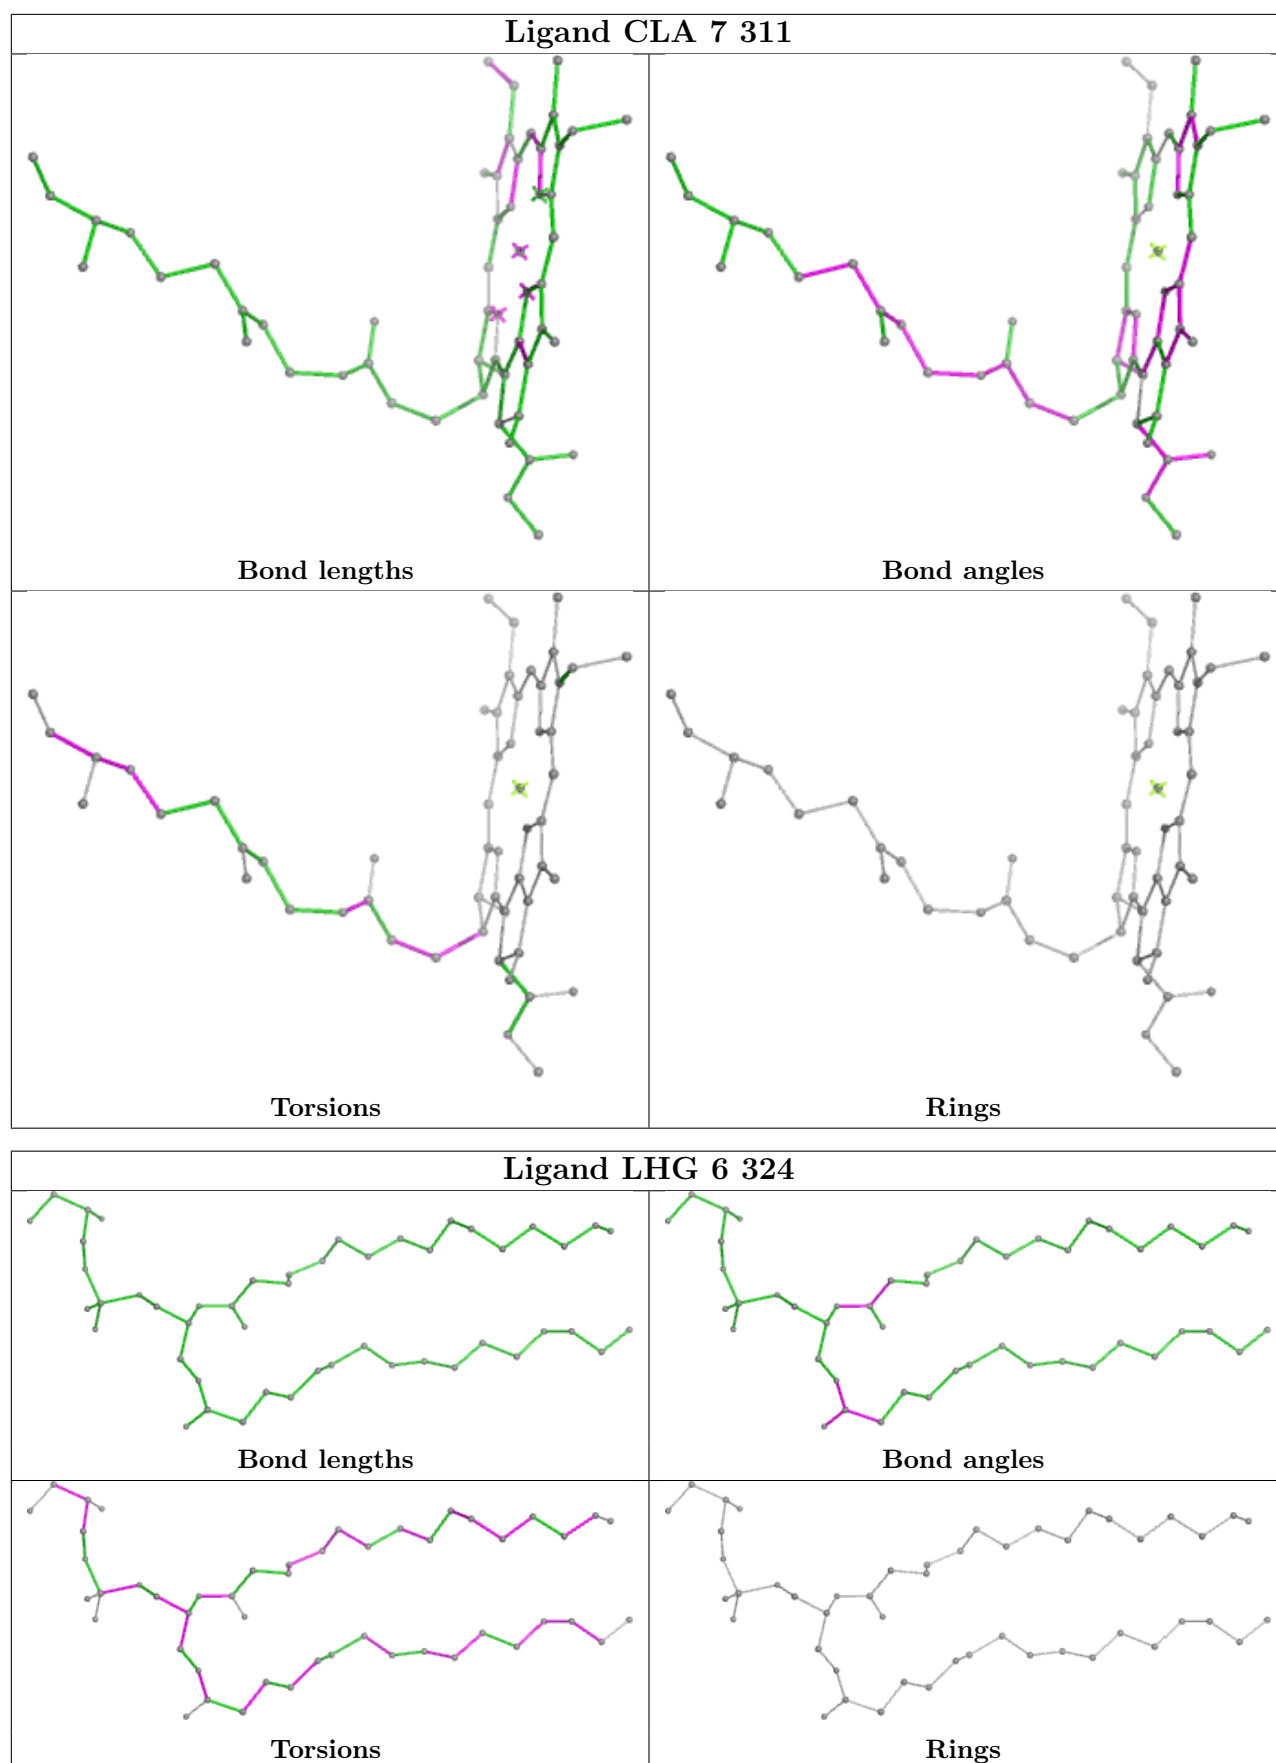 Ligand CLA 7 311
Bond lengths
Bond angles
Torsions
Rings
Ligand LHG 6 324
Bond lengths
Bond angles
Torsions
Rings